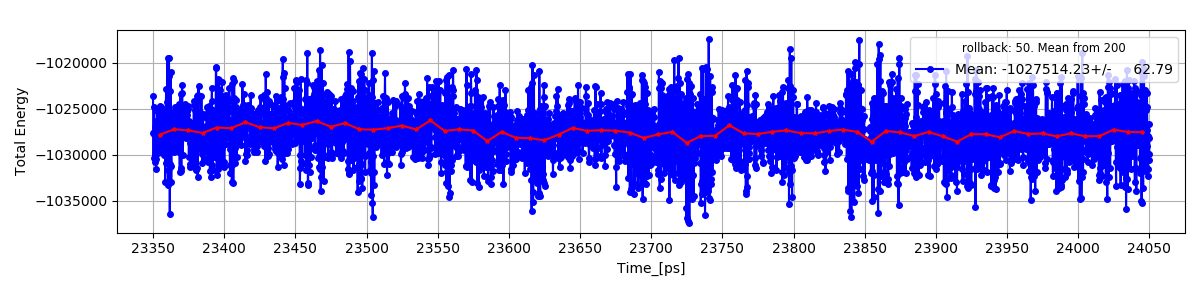 Total Energy
−1020000
−1025000
−1030000
−1035000
rollback: 50. Mean from 200
Mean: -1027514.23+/-     62.79
23350 23400 23450 23500 23550 23600 23650 23700 23750 23800 23850 23900 23950 24000 24050
Time_[ps]